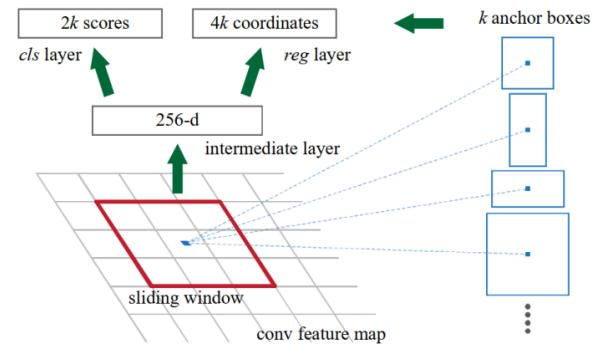 2k scores
4k coordinates
k anchor boxes
cls layer
reg layer
256-d
intermediate layer
sliding window
conv feature map